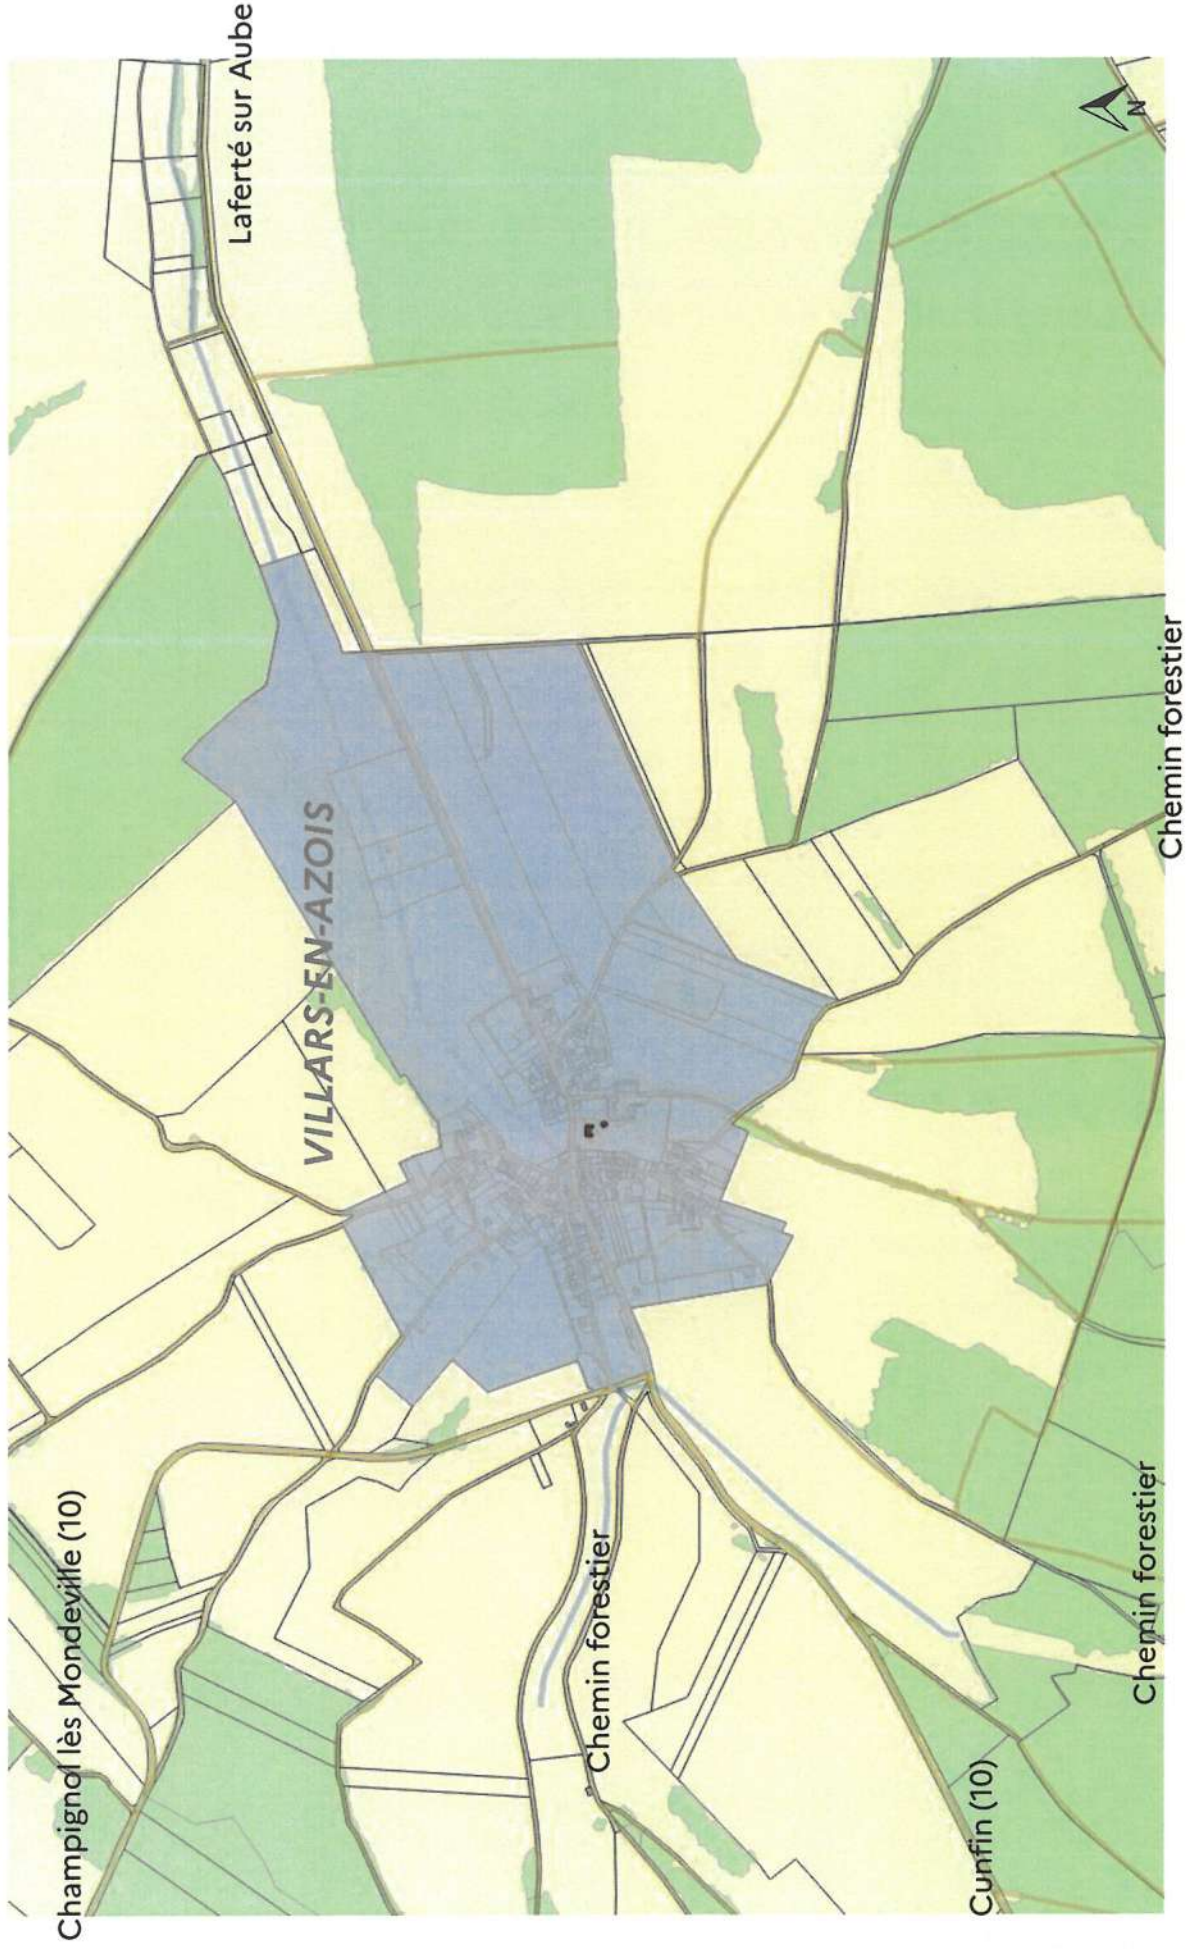 Champignol lès Mondeville (10)
VILLARS-EN-AZOIS
Laferté sur Aube
Chemin forestier
Cunfin (10)
Chemin forestier
Chemin forestier
N